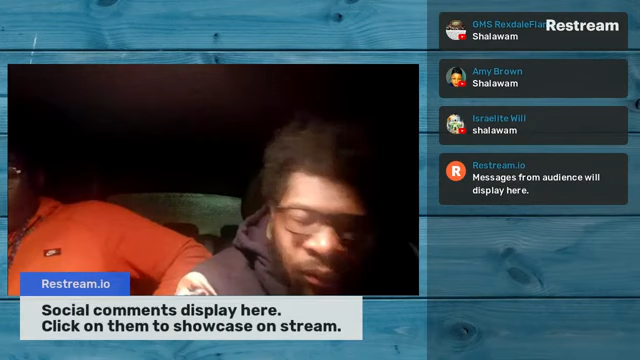 GMS RexdaleFla
Restream
Shalawam
Amy Brown
Shalawam
Israelite Will
shalawam
R
Restream.io
Messages from audience will
display here.
Restream.io
Social comments display here.
Click on them to showcase on stream.